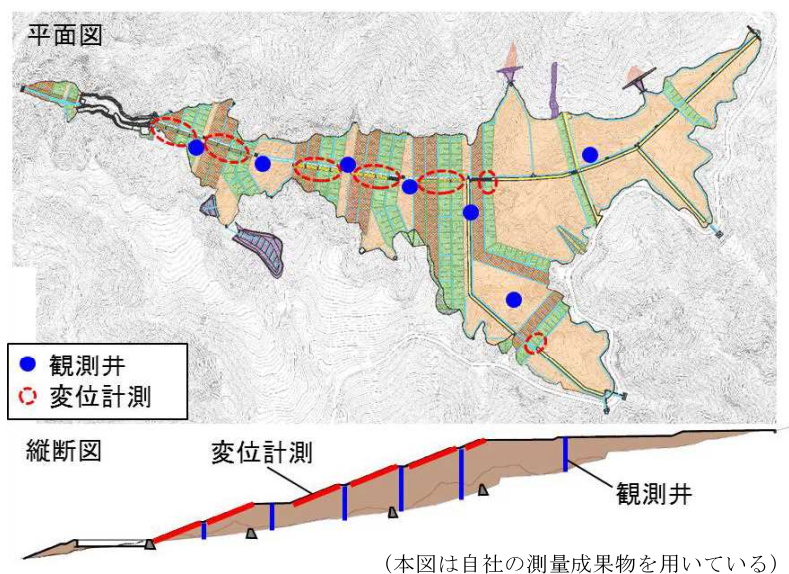 平面図
観測井
変位計測
縦断図
変位計測
観測井
（本図は自社の測量成果物を用いている）